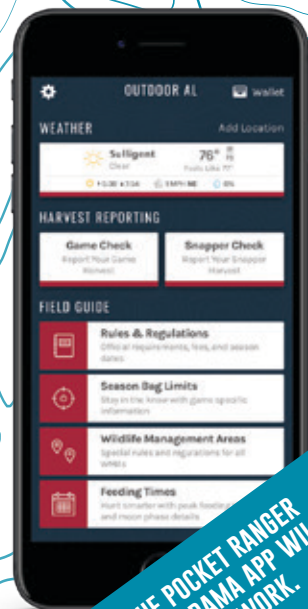 OUTDOOR AL
Wallet
WEATHER
Add Location
Sulligent
76°
Clear
Feels Like 77°
HARVEST REPORTING
Game Check
Snapper Check
Report Your Game
Report Your Snapper
Harvest
Harvest
FIELD GUIDE
Rules & Regulations
Official requirements, fees, and season
dates
Season Bag Limits
Stay in the know with game specific
information
Wildlife Management Areas
Special rules and regulations for all
WMAs
Feeding Times
Hunt smarter with peak feeding
and moon phase details
THE POCKET RANGER
APP WILL
WORK.